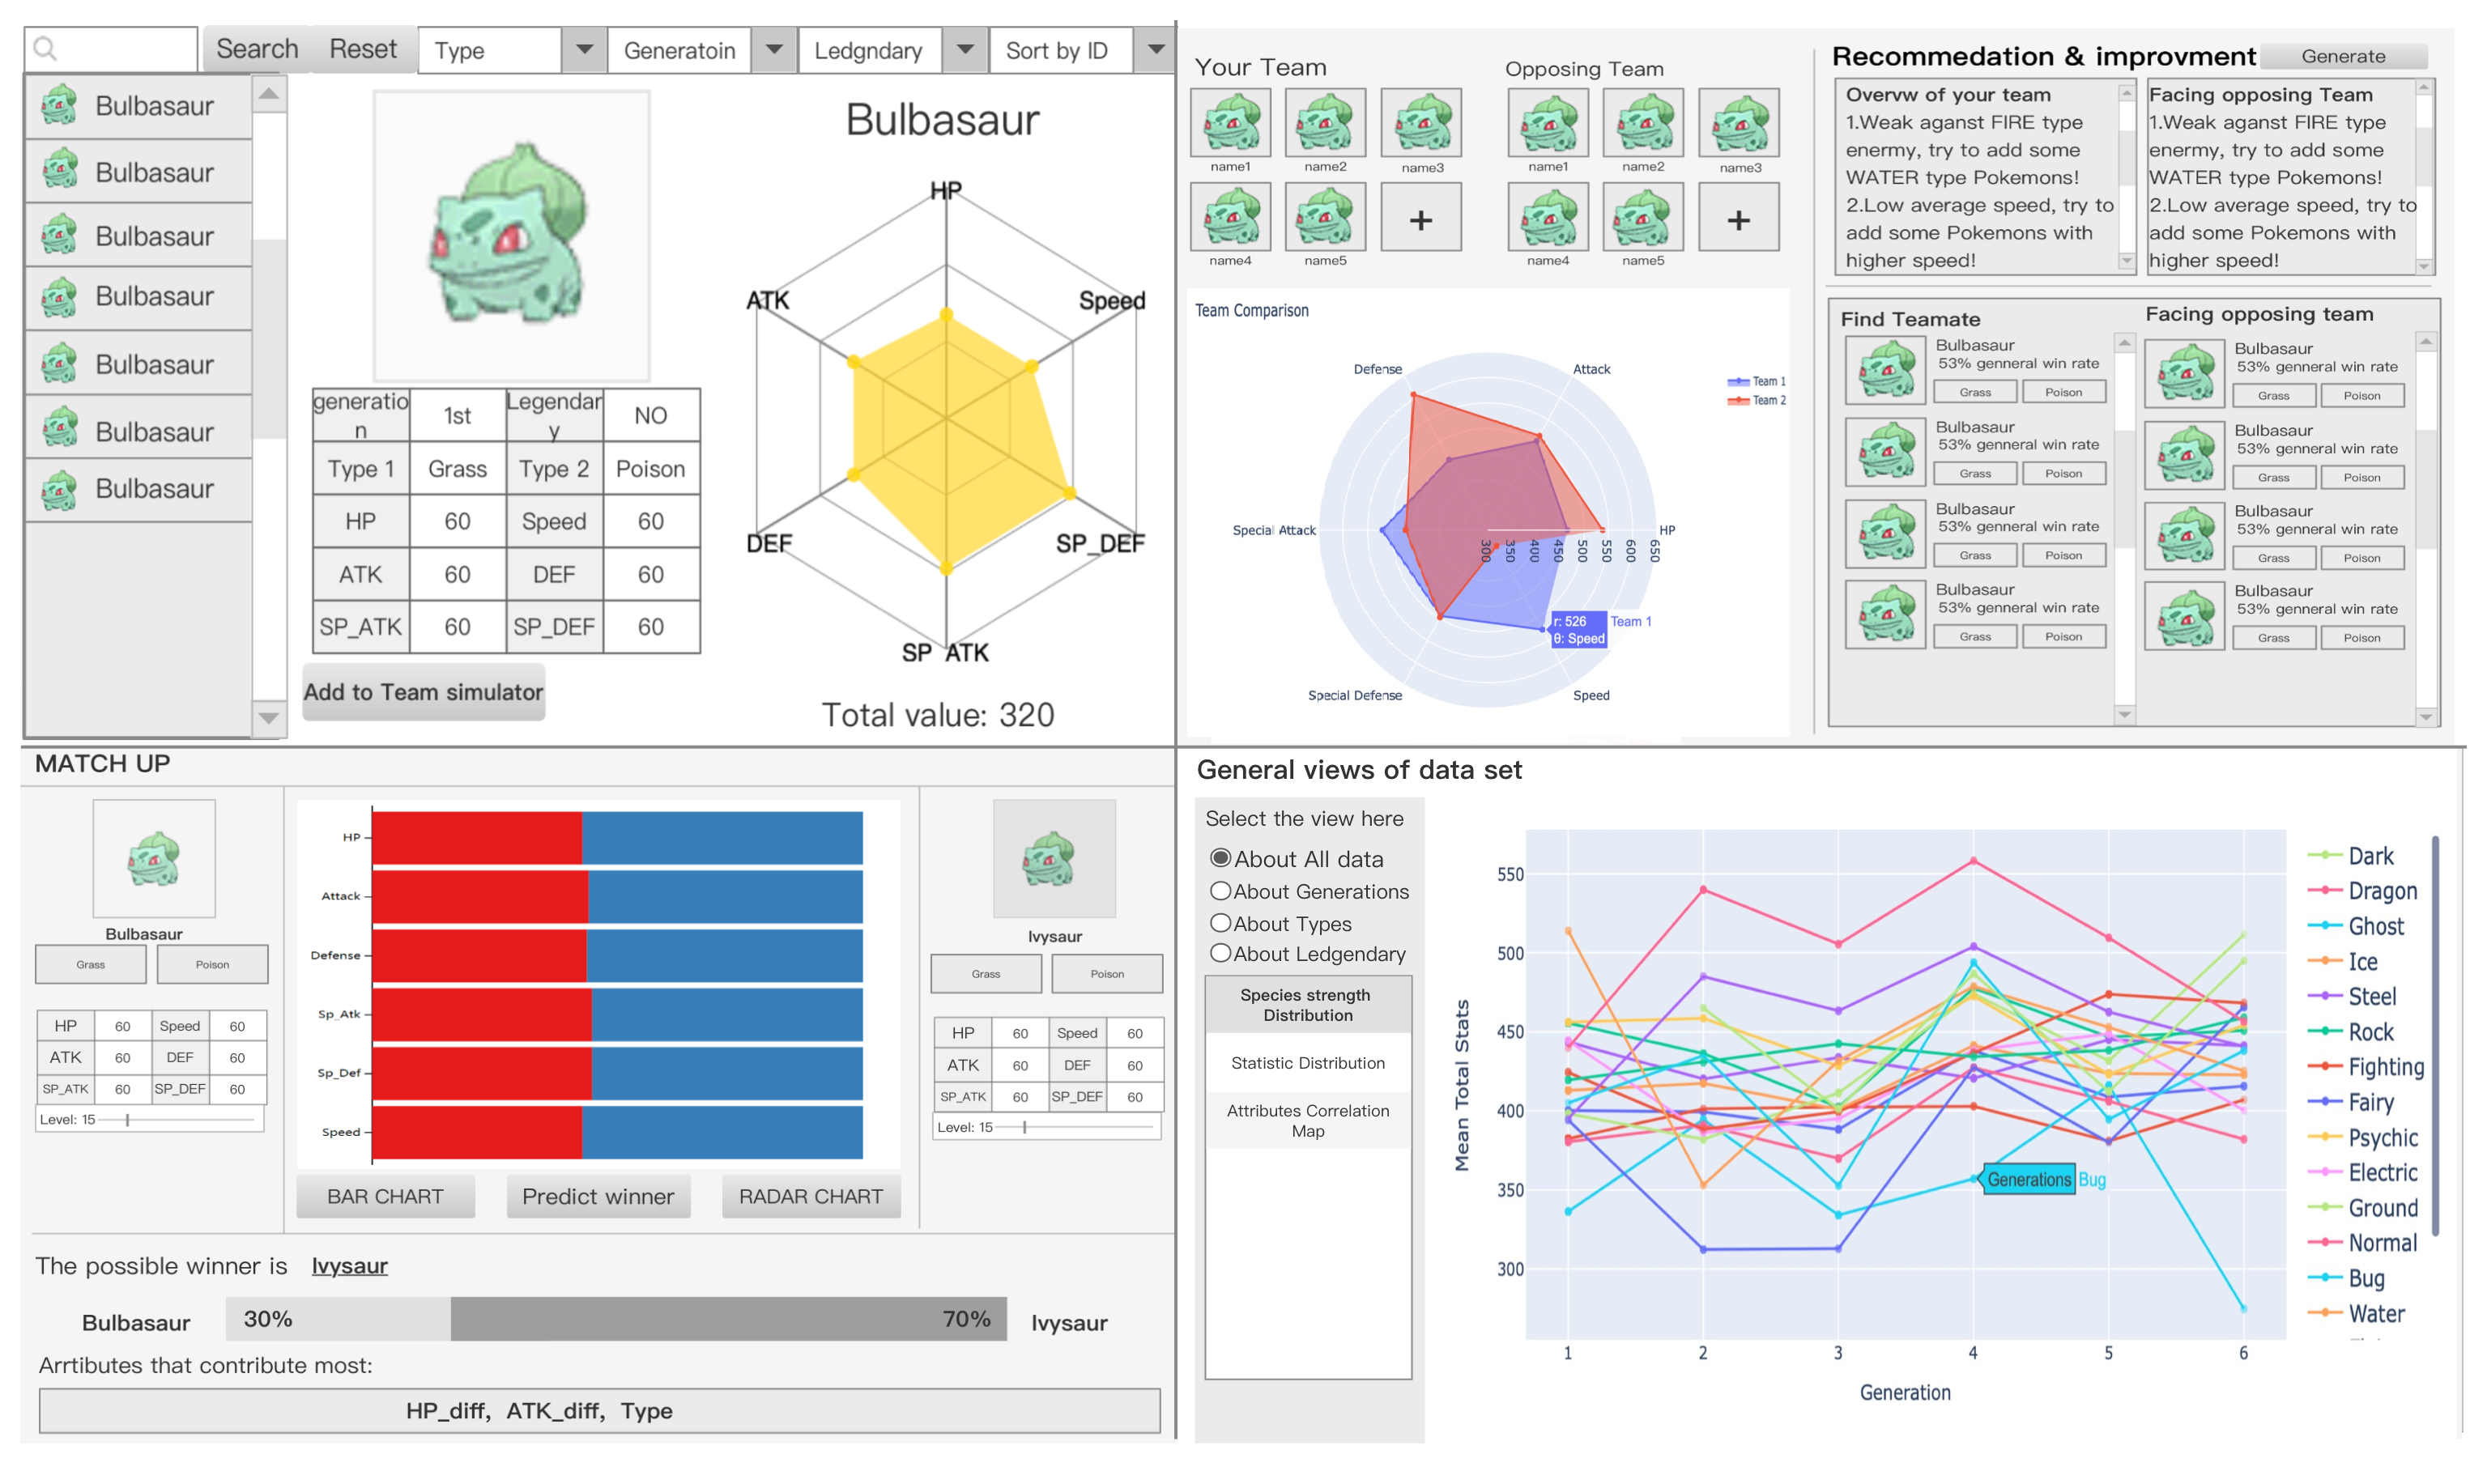 Search
Reset
Type
Generatoin
Ledgndary
Sort by ID
Bulbasaur
Bulbasaur
Bulbasaur
Bulbasaur
Bulbasaur
Bulbasaur
Bulbasaur
generatio
n
1st
Legendar
y
NO
Type 1
Grass
Type 2
Poison
HP
60
Speed
60
ATK
60
DEF
60
SP_ATK
60
SP_DEF
60
Add to Team simulator
Bulbasaur
HP
ATK
Speed
DEF
SP_DEF
SP ATK
Total value: 320
Your Team
name1
name2
name3
name4
name5
+
Opposing Team
name1
name2
name3
name4
name5
+
Team Comparison
Defense
Attack
Team 1
Team 2
Special Attack
HP
300
350
400
450
500
550
600
650
r: 526
θ: Speed
Team 1
Special Defense
Speed
Recommedation & improvment
Generate
Overvw of your team
1.Weak aganst FIRE type
enermy, try to add some
WATER type Pokemons!
2.Low average speed, try to
add some Pokemons with
higher speed!
Facing opposing Team
1.Weak aganst FIRE type
enermy, try to add some
WATER type Pokemons!
2.Low average speed, try to
add some Pokemons with
higher speed!
Find Teamate
Bulbasaur
53% genneral win rate
Grass
Poison
Bulbasaur
53% genneral win rate
Grass
Poison
Bulbasaur
53% genneral win rate
Grass
Poison
Bulbasaur
53% genneral win rate
Grass
Poison
Facing opposing team
Bulbasaur
53% genneral win rate
Grass
Poison
Bulbasaur
53% genneral win rate
Grass
Poison
Bulbasaur
53% genneral win rate
Grass
Poison
Bulbasaur
53% genneral win rate
Grass
Poison
MATCH UP
Bulbasaur
Grass
Poison
HP
60
Speed
60
ATK
60
DEF
60
SP_ATK
60
SP_DEF
60
Level: 15
HP
Attack
Defense
Sp_Atk
Sp_Def
Speed
BAR CHART
Predict winner
RADAR CHART
Ivysaur
Grass
Poison
HP
60
Speed
60
ATK
60
DEF
60
SP_ATK
60
SP_DEF
60
Level: 15
The possible winner is Ivysaur
Bulbasaur
30%
70%
Ivysaur
Arrtibutes that contribute most:
HP_diff, ATK_diff, Type
General views of data set
Select the view here
About All data
About Generations
About Types
About Ledgendary
Species strength
Distribution
Statistic Distribution
Attributes Correlation
Map
Mean Total Stats
550
500
450
400
350
300
1
2
3
4
5
6
Generation
Generations
Bug
Dark
Dragon
Ghost
Ice
Steel
Rock
Fighting
Fairy
Psychic
Electric
Ground
Normal
Bug
Water